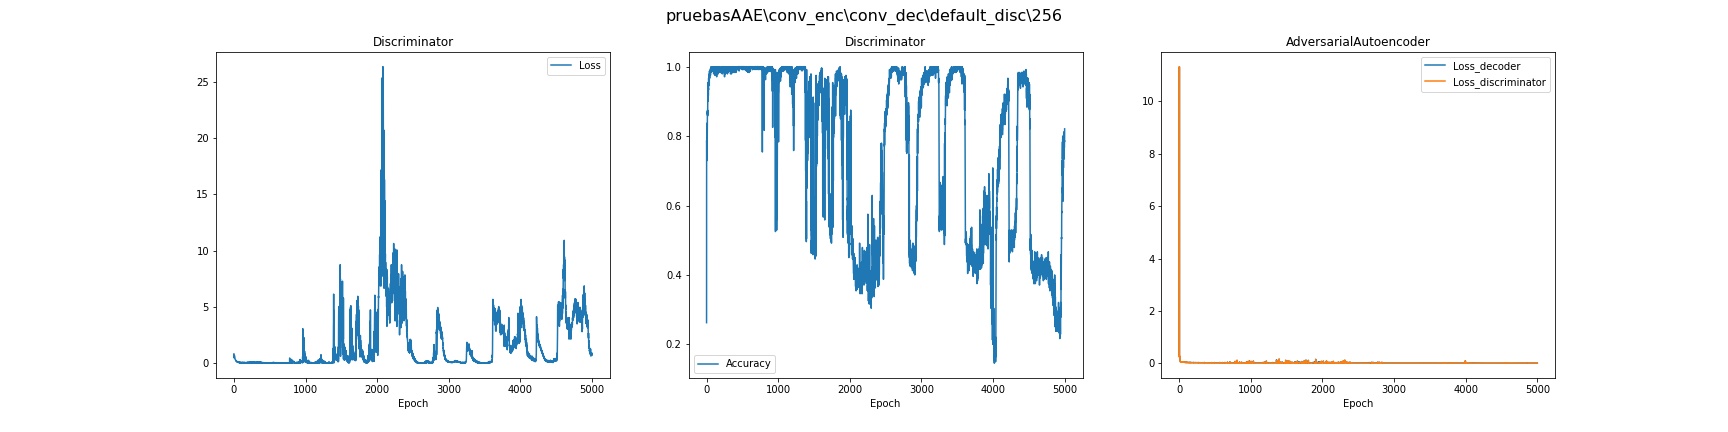 pruebasAAE\conv_enc\conv_dec\default_disc\256
Discriminator
Loss
25
20
15
10
5
0
0 1000 2000 3000 4000 5000
Epoch
Discriminator
1.0
0.8
0.6
0.4
0.2
Accuracy
0 1000 2000 3000 4000 5000
Epoch
AdversarialAutoencoder
Loss_decoder
Loss_discriminator
10
8
6
4
2
0
0 1000 2000 3000 4000 5000
Epoch